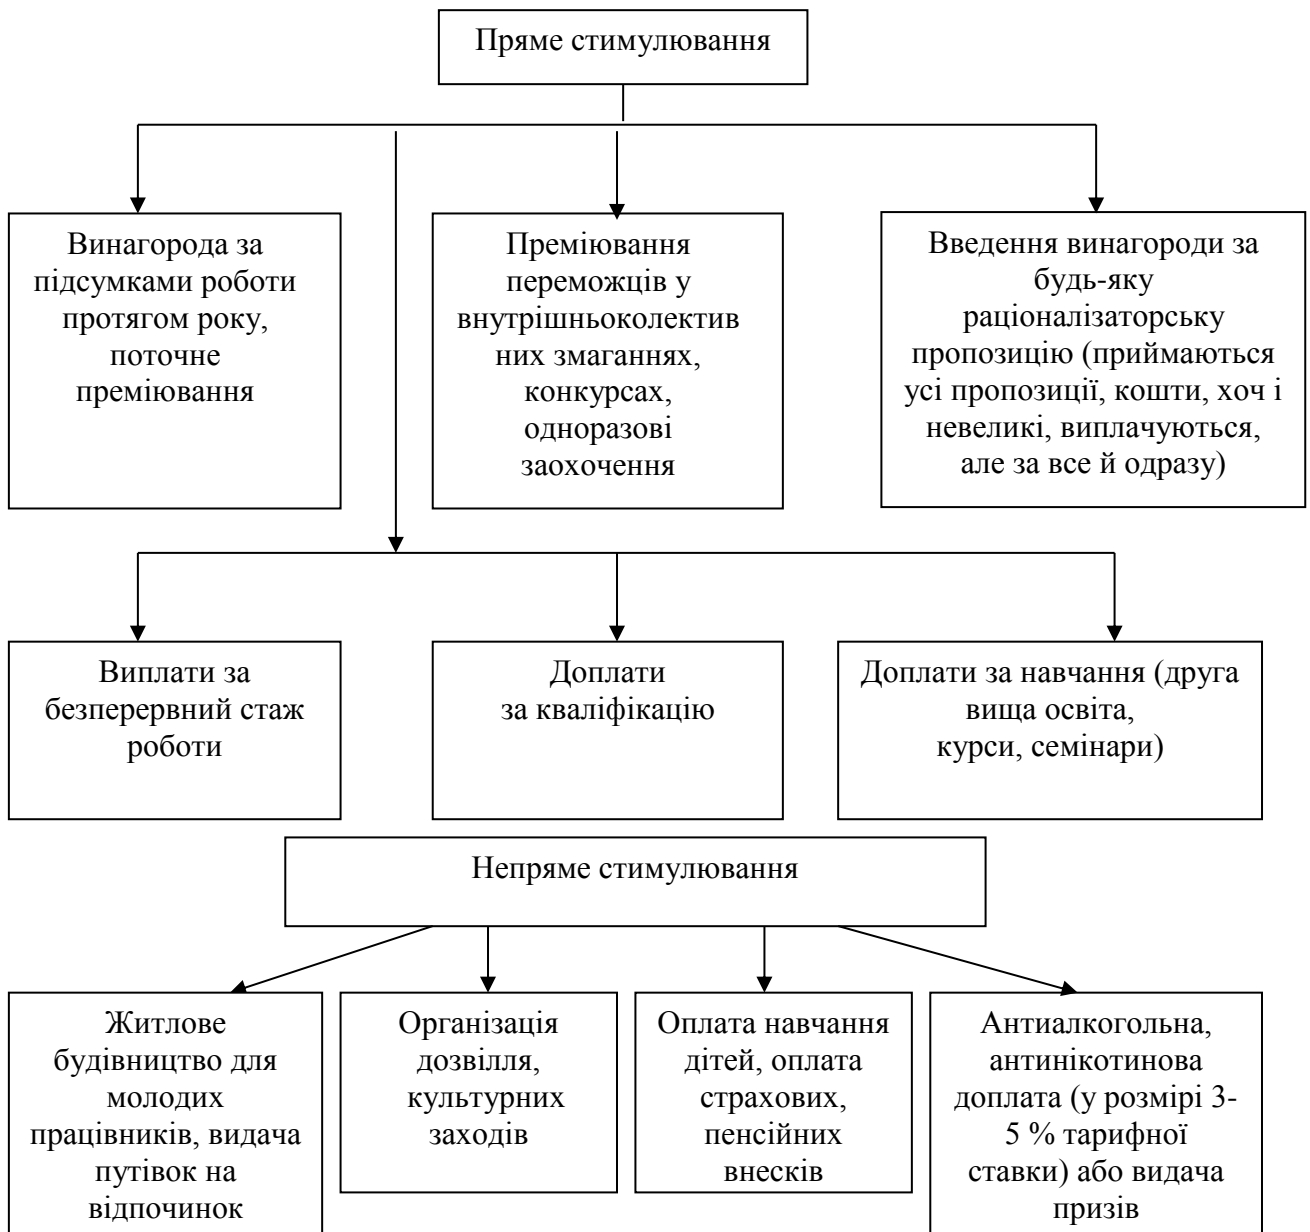 Пряме стимулювання
Винагорода за
підсумками роботи
протягом року,
поточне
преміювання
Преміювання
переможців у
внутрішньоколектив
них змаганнях,
конкурсах,
одноразові
заохочення
Введення винагороди за
будь-яку
раціоналізаторську
пропозицію (приймаються
усі пропозиції, кошти, хоч і
невеликі, виплачуються,
але за все й одразу)
Виплати за
безперервний стаж
роботи
Доплати
за кваліфікацію
Доплати за навчання (друга
вища освіта,
курси, семінари)
Непряме стимулювання
Житлове
будівництво для
молодих
працівників, видача
путівок на
відпочинок
Організація
дозвілля,
культурних
заходів
Оплата навчання
дітей, оплата
страхових,
пенсійних
внесків
Антиалкогольна,
антинікотинова
доплата (у розмірі 3-
5 % тарифної
ставки) або видача
призів